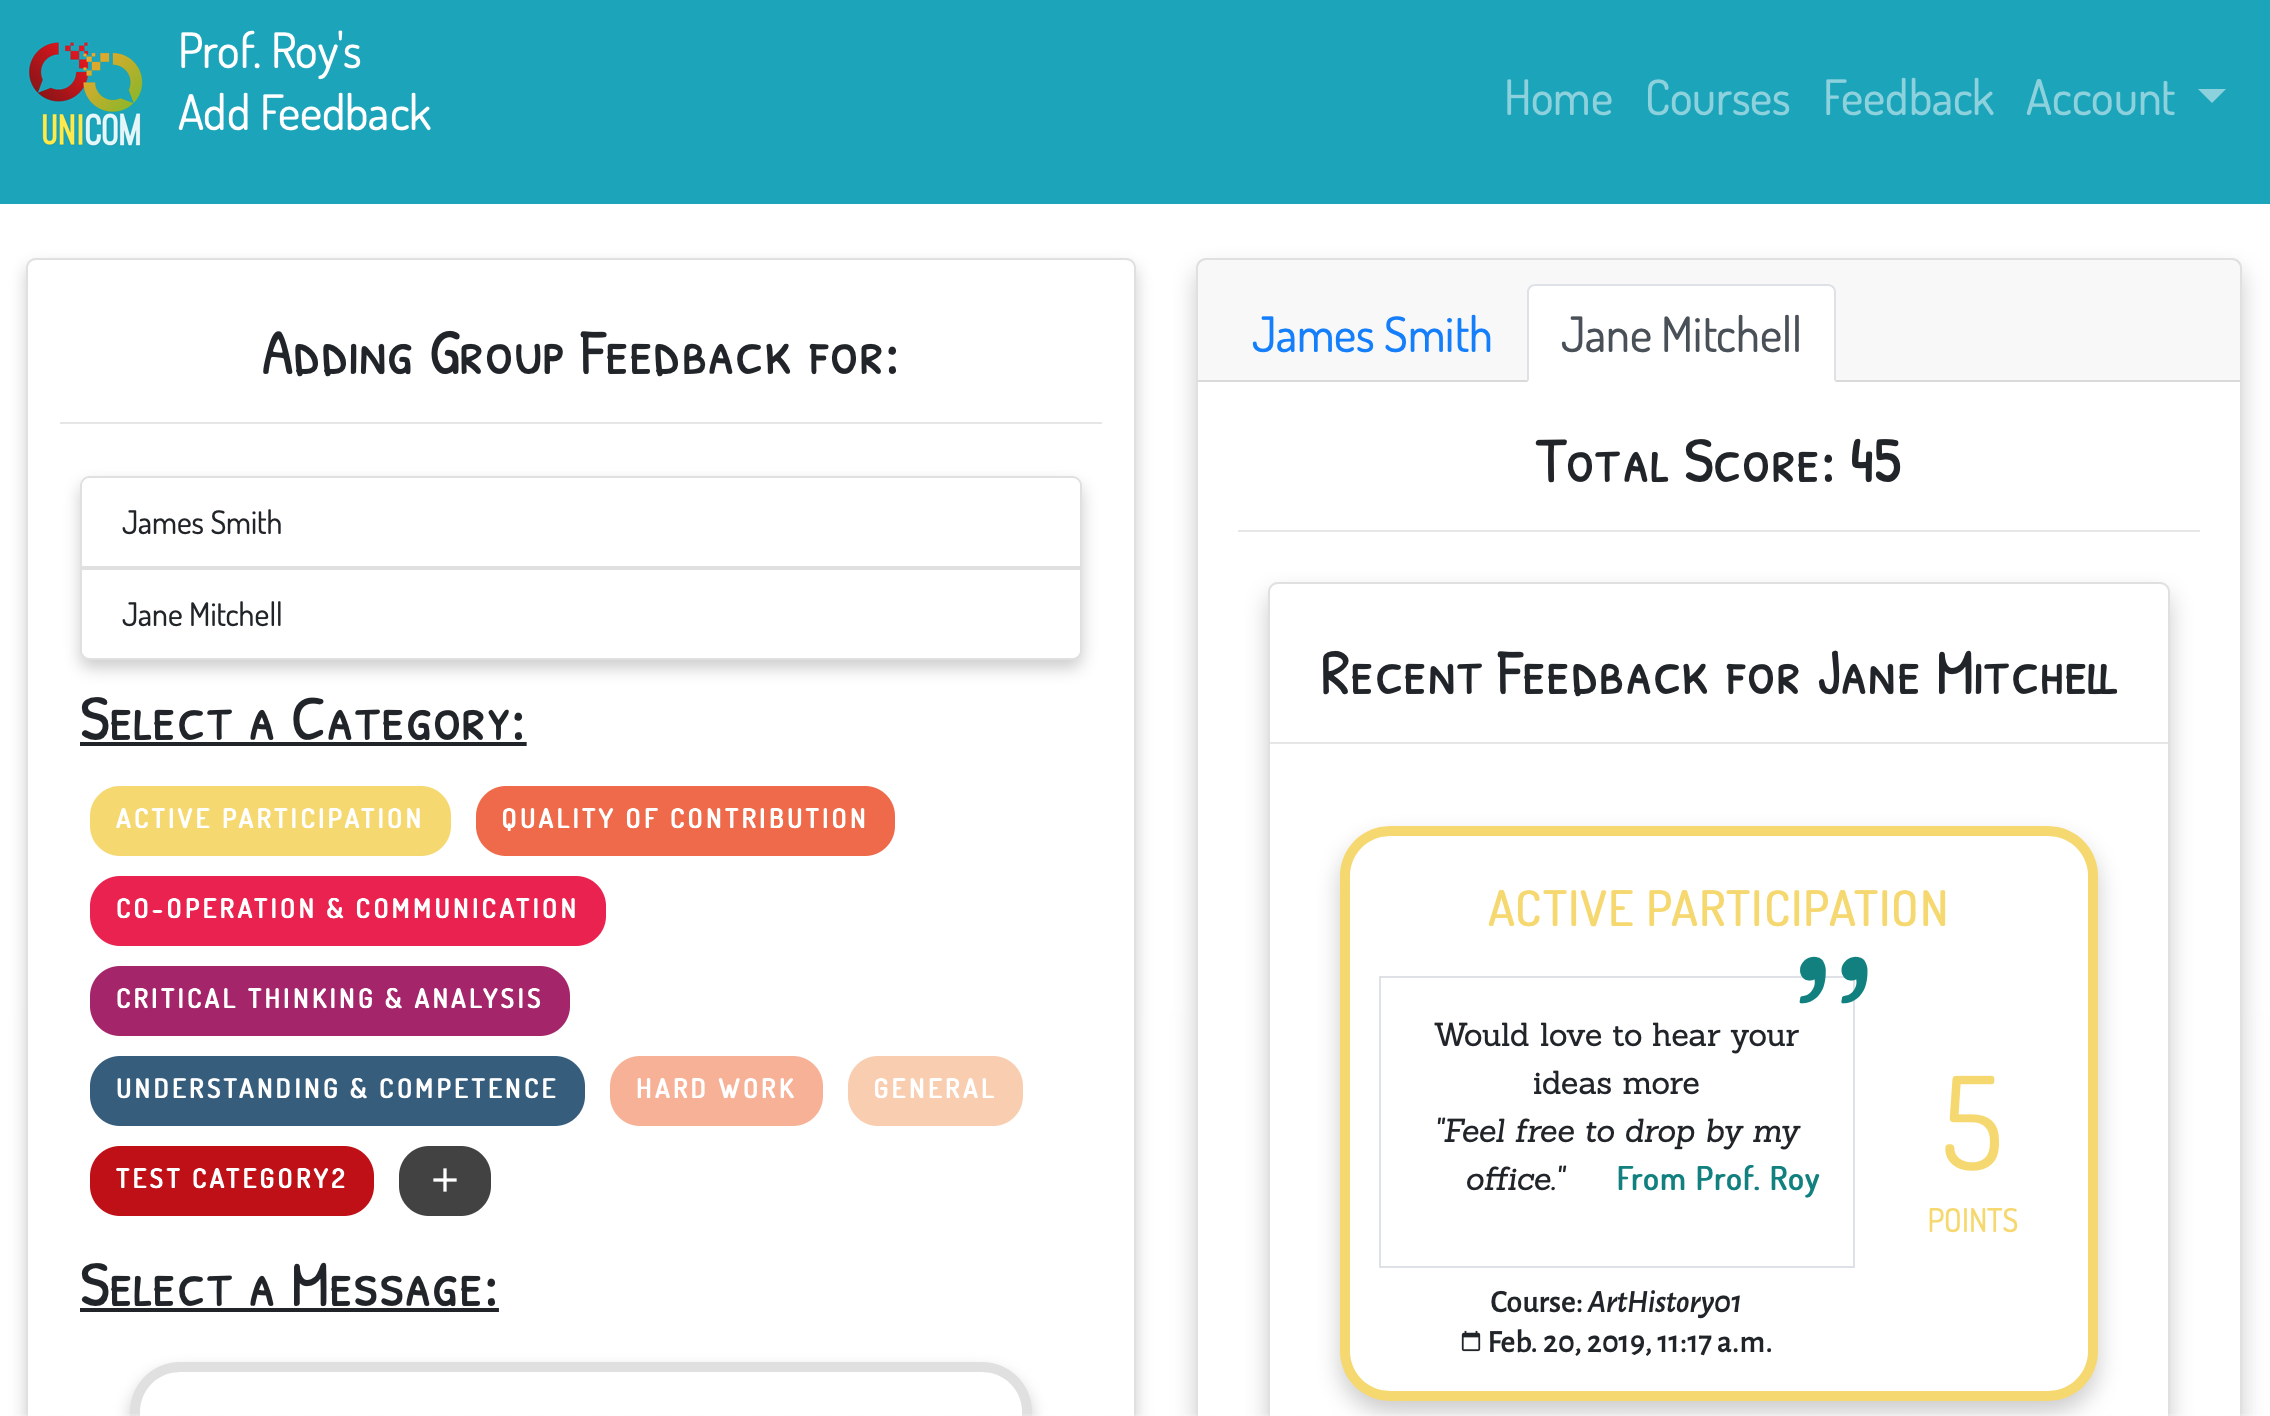 Prof. Roy's
Add Feedback
UNICOM
Home Courses Feedback Account
Adding Group Feedback for:
James Smith
Jane Mitchell
Select a Category:
ACTIVE PARTICIPATION QUALITY OF CONTRIBUTION
CO-OPERATION & COMMUNICATION
CRITICAL THINKING & ANALYSIS
UNDERSTANDING & COMPETENCE HARD WORK GENERAL
TEST CATEGORY2 +
Select a Message:
James Smith Jane Mitchell
Total Score: 45
Recent Feedback for Jane Mitchell
ACTIVE PARTICIPATION
Would love to hear your
ideas more
"Feel free to drop by my
office." From Prof. Roy
5
POINTS
Course: ArtHistory01
Feb. 20, 2019, 11:17 a.m.